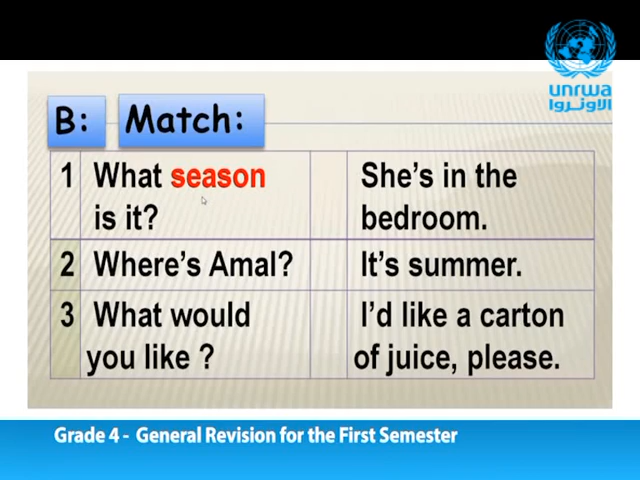 unrwa
الأونروا
B: Match:
1 What season She's in the
is it? bedroom.
2 Where's Amal? It's summer.
3 What would I'd like a carton
you like ? of juice, please.
Grade 4 - General Revision for the First Semester